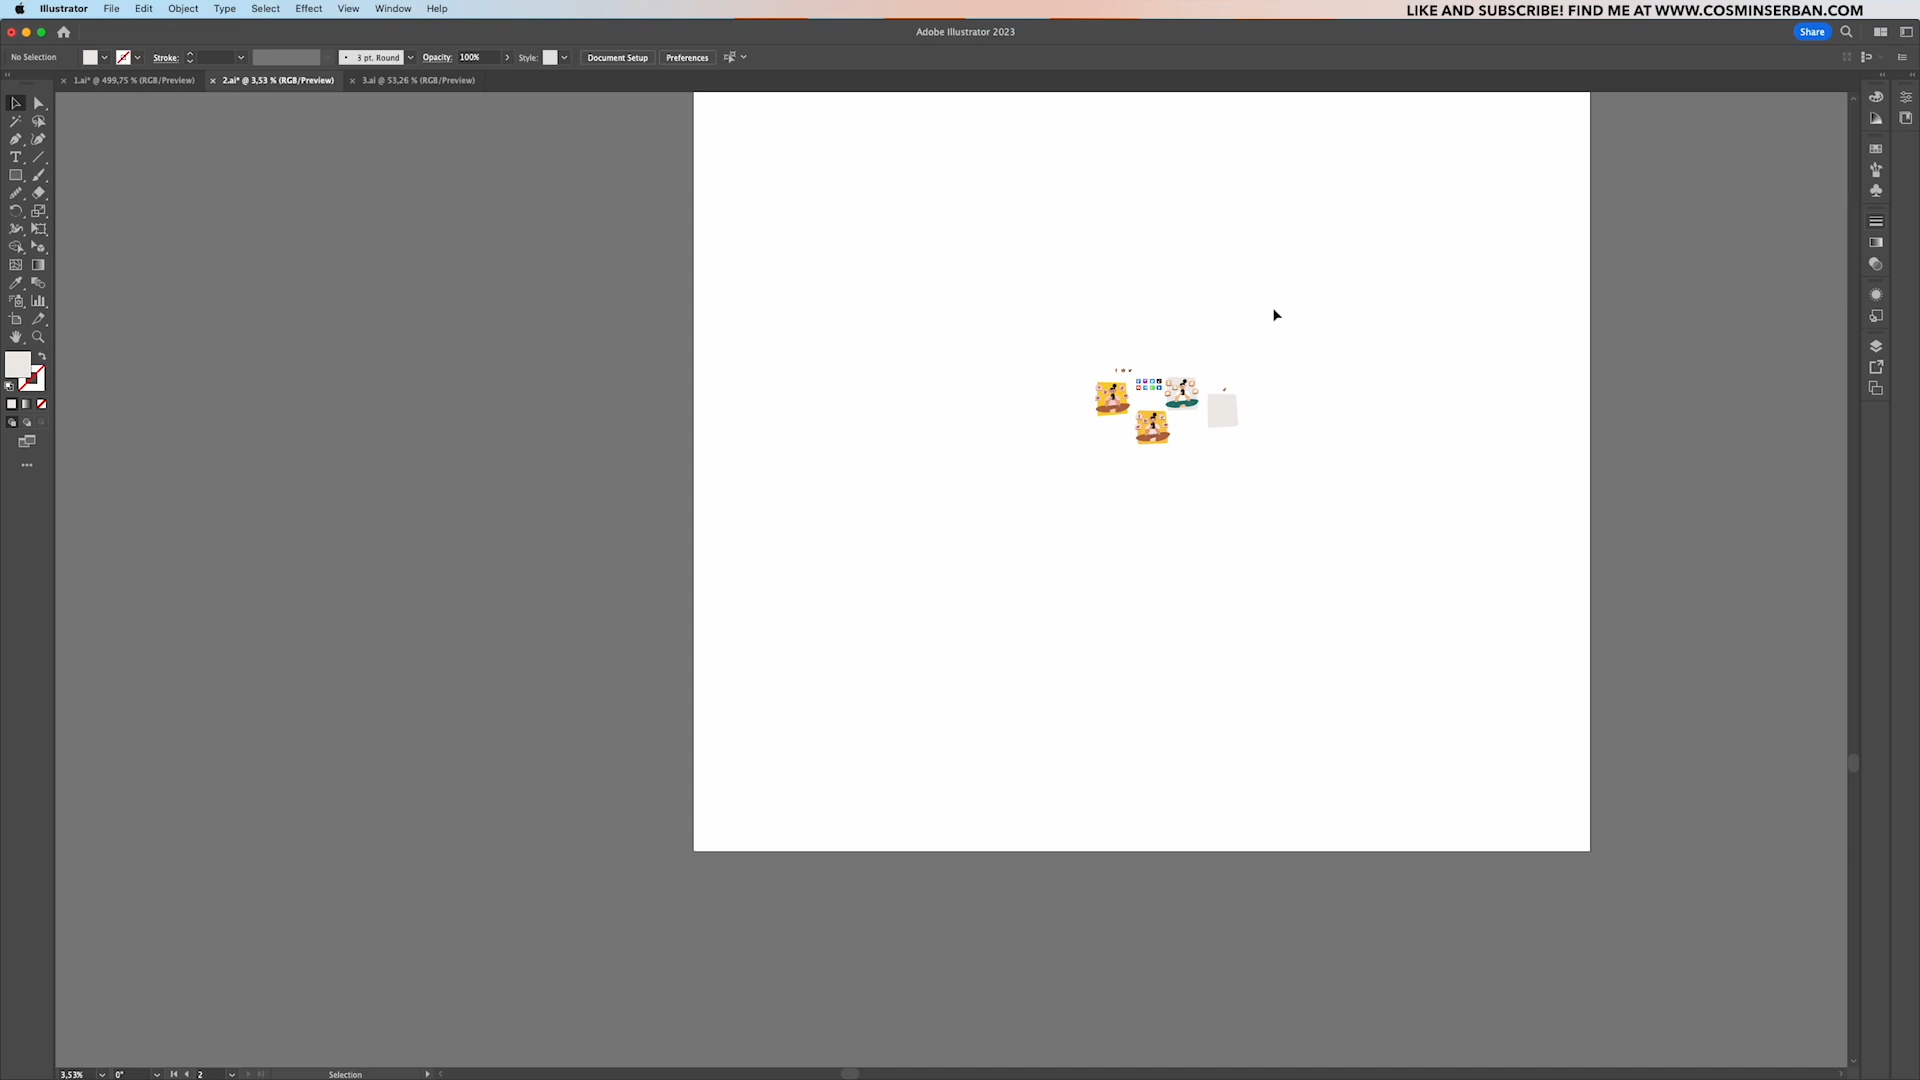 Illustrator File Edit Object Type Select Effect View Window Help
LIKE AND SUBSCRIBE! FIND ME AT WWW.COSMINSERBAN.COM
Adobe Illustrator 2023
Share
No Selection
Stroke:
3 pt. Round
Opacity: 100%
Style:
Document Setup
Preferences
1.ai* @ 499,75 % (RGB/Preview)
2.ai* @ 3,53 % (RGB/Preview)
3.ai @ 53,26 % (RGB/Preview)
3,53%
0°
2
Selection